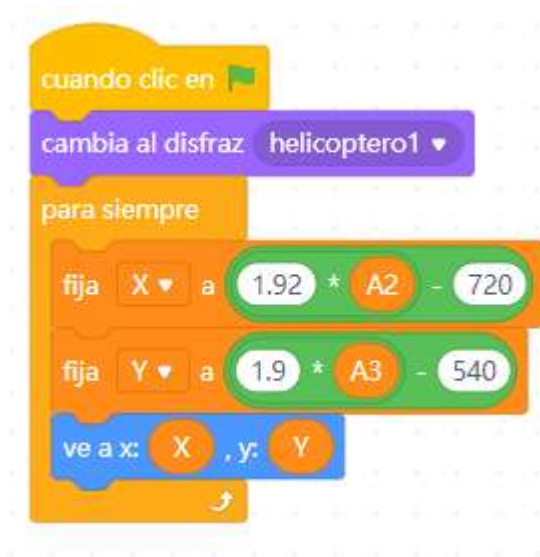 cuando clic en
cambia al disfraz helicoptero1
para siempre
fija X a 1.92 * A2 - 720
fija Y a 1.9 * A3 - 540
ve a x: X , y: Y